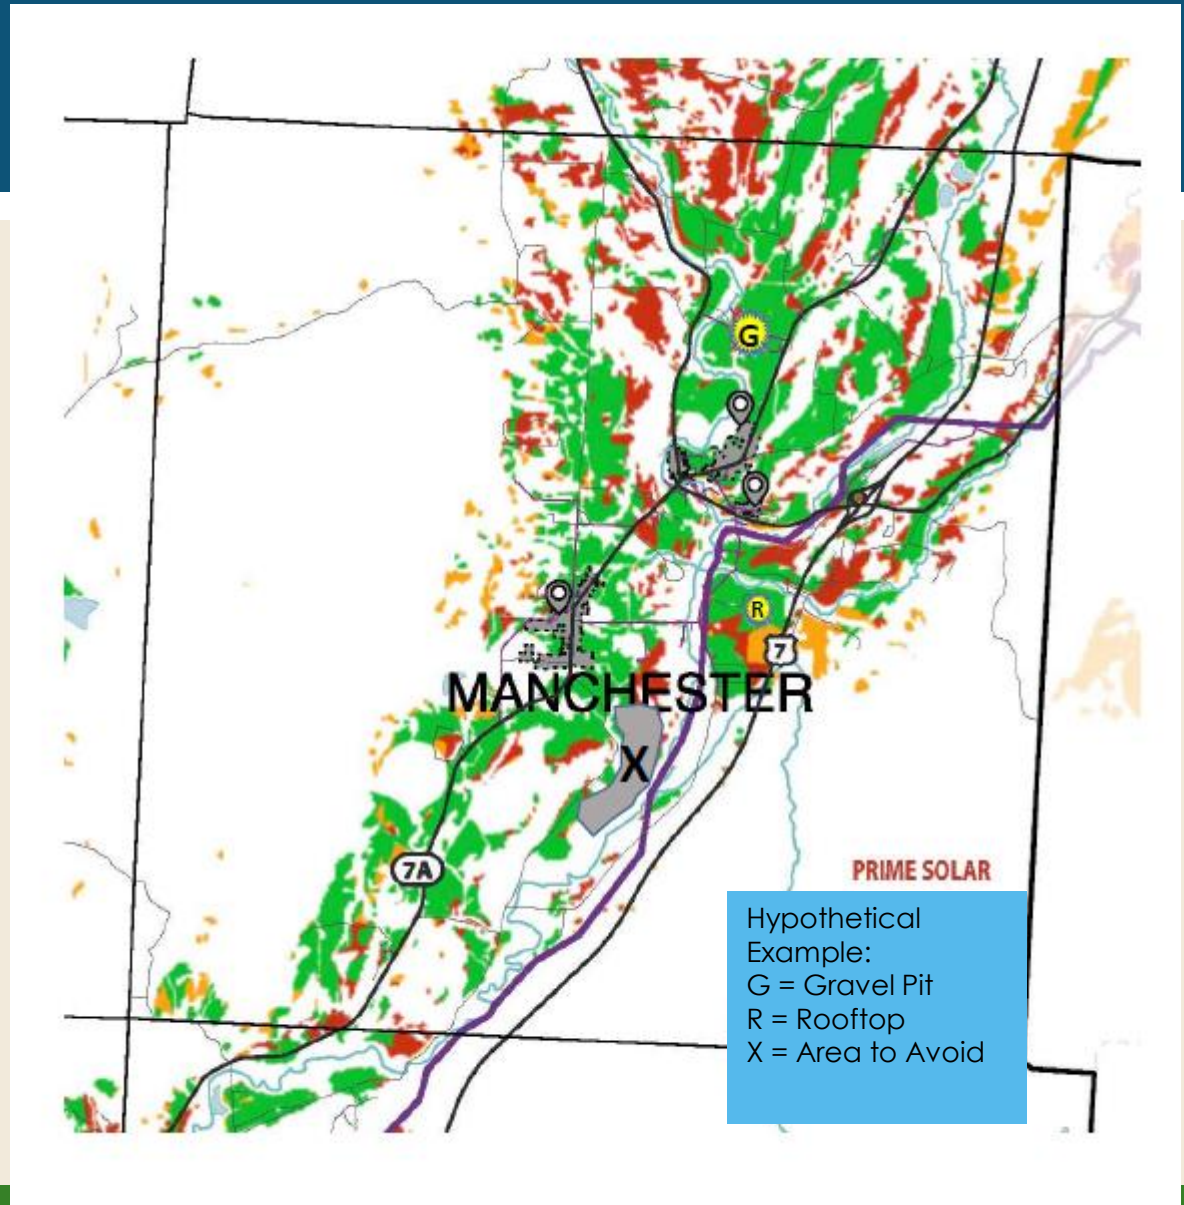 G
R
7
MANCHESTER
X
7A
PRIME SOLAR
Hypothetical
Example:
G = Gravel Pit
R = Rooftop
X = Area to Avoid